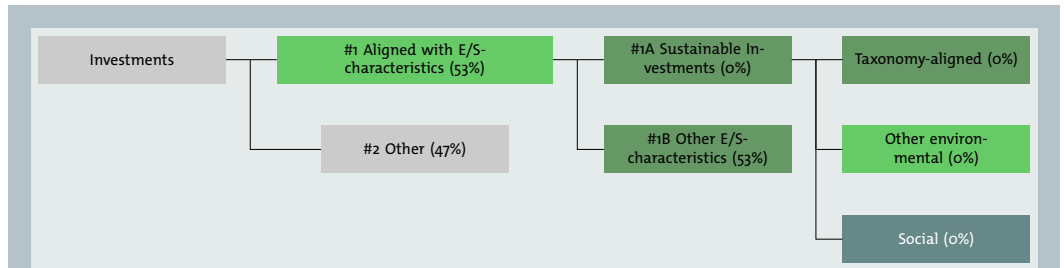 Investments
#1 Aligned with E/S-
characteristics (53%)
#1A Sustainable In-
vestments (0%)
Taxonomy-aligned (0%)
#2 Other (47%)
#1B Other E/S-
characteristics (53%)
Other environ-
mental (0%)
Social (0%)